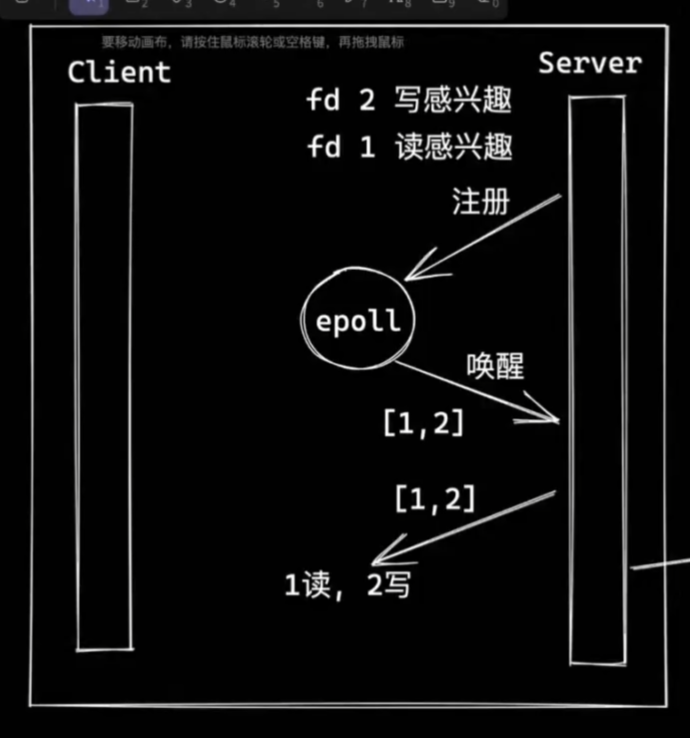 要移动画布，请按住鼠标滚轮或空格键，再拖拽鼠标
Client
Server
fd 2 写感兴趣
fd 1 读感兴趣
注册
epoll
唤醒
[1,2]
[1,2]
1读, 2写